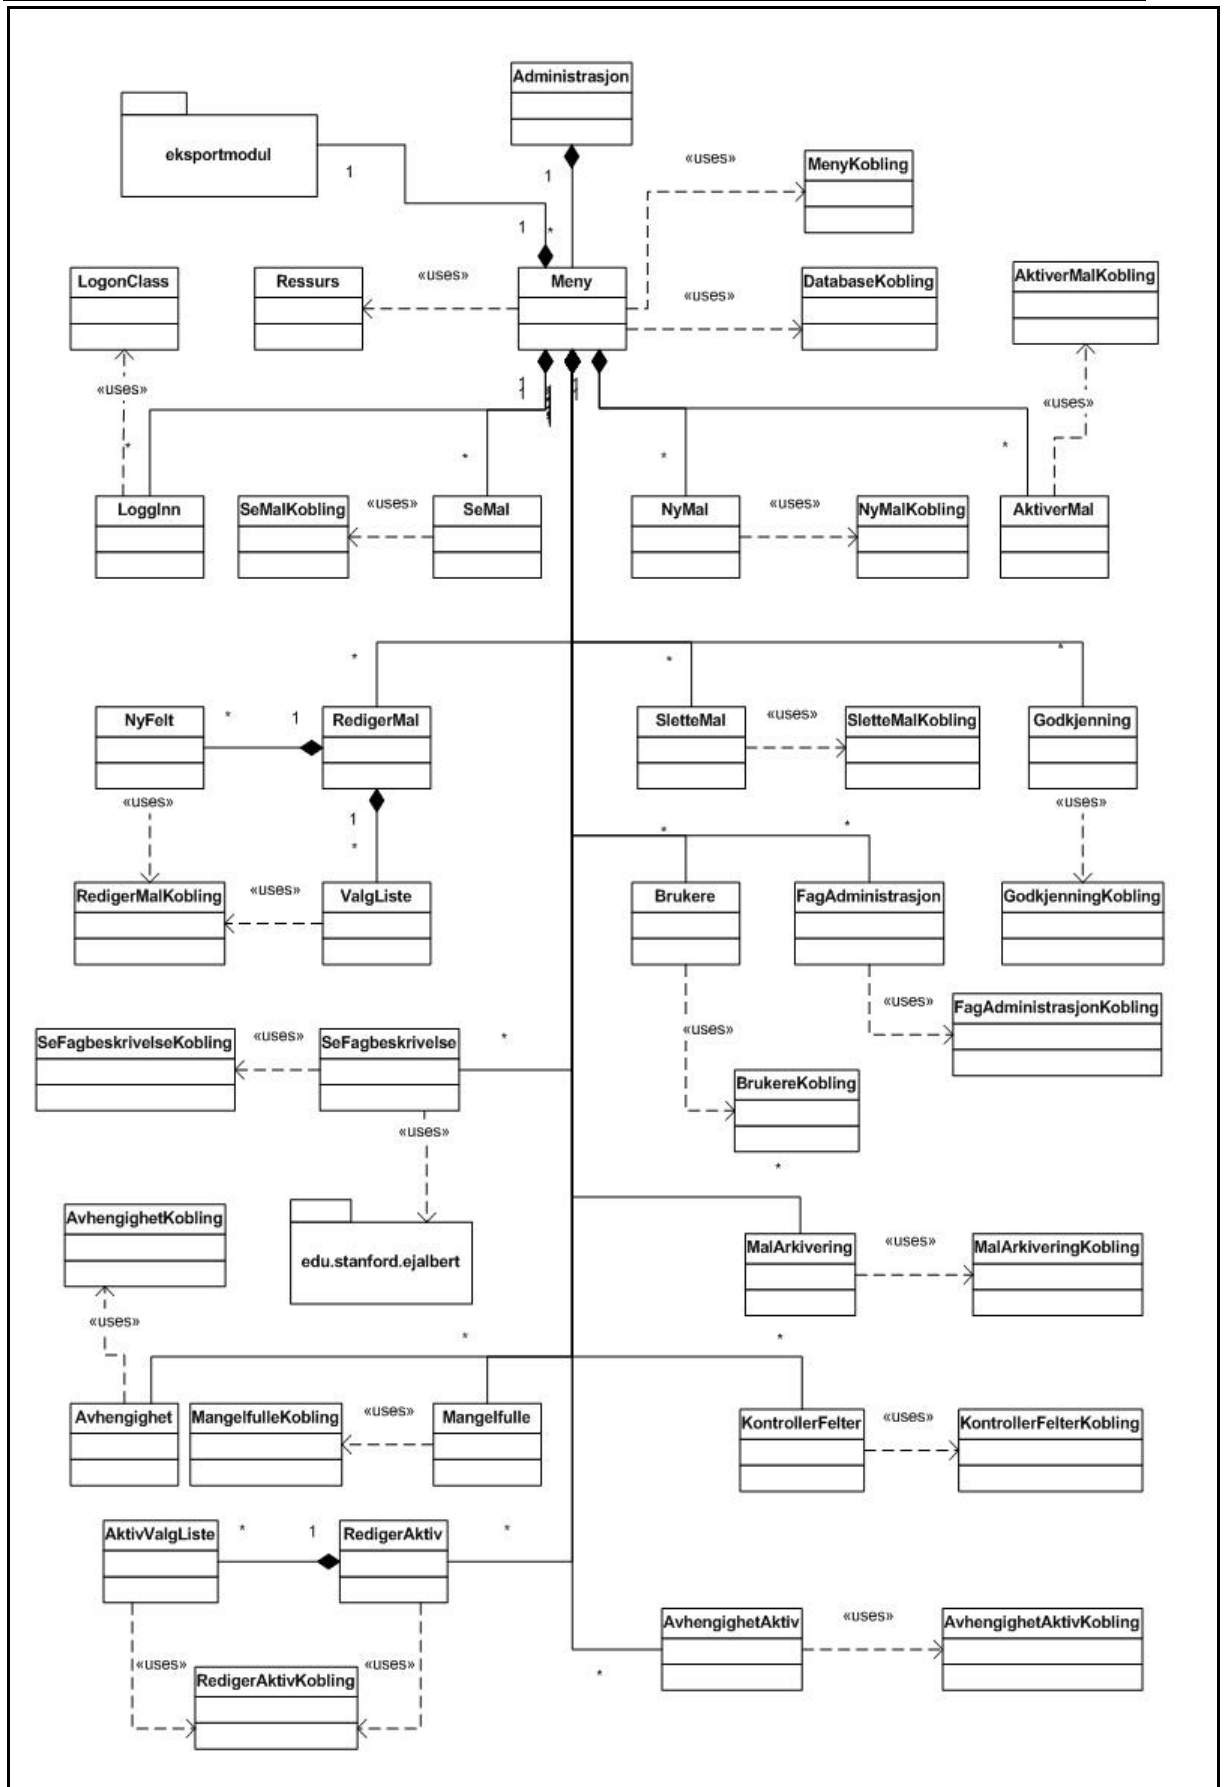 Administrasjon
eksportmodul
«uses»
MenyKobling
1
1
1
*
LogonClass
Ressurs
«uses»
Meny
«uses»
DatabaseKobling
AktiverMalKobling
«uses»
1
1
«uses»
*
*
*
*
LoggInn
SeMalKobling
«uses»
SeMal
NyMal
«uses»
NyMalKobling
AktiverMal
*
*
*
NyFelt
*
1
RedigerMal
SletteMal
«uses»
SletteMalKobling
Godkjenning
«uses»
1
*
*
*
«uses»
RedigerMalKobling
«uses»
ValgListe
Brukere
FagAdministrasjon
GodkjenningKobling
«uses»
FagAdministrasjonKobling
SeFagbeskrivelseKobling
«uses»
SeFagbeskrivelse
*
«uses»
BrukereKobling
«uses»
*
AvhengighetKobling
edu.stanford.ejalbert
MalArkivering
«uses»
MalArkiveringKobling
«uses»
*
*
Avhengighet
MangelfulleKobling
«uses»
Mangelfulle
KontrollerFelter
«uses»
KontrollerFelterKobling
AktivValgListe
*
1
RedigerAktiv
*
AvhengighetAktiv
«uses»
AvhengighetAktivKobling
«uses»
«uses»
*
RedigerAktivKobling